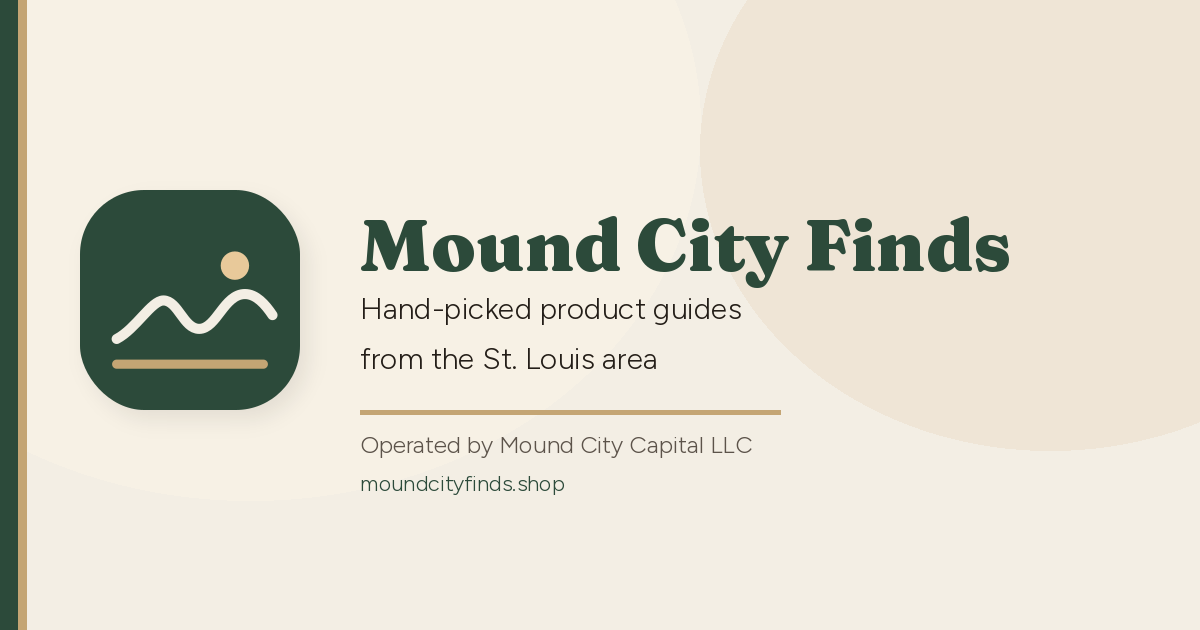 Mound City Finds
Hand-picked product guides
from the St. Louis area
Operated by Mound City Capital LLC
moundcityfinds.shop